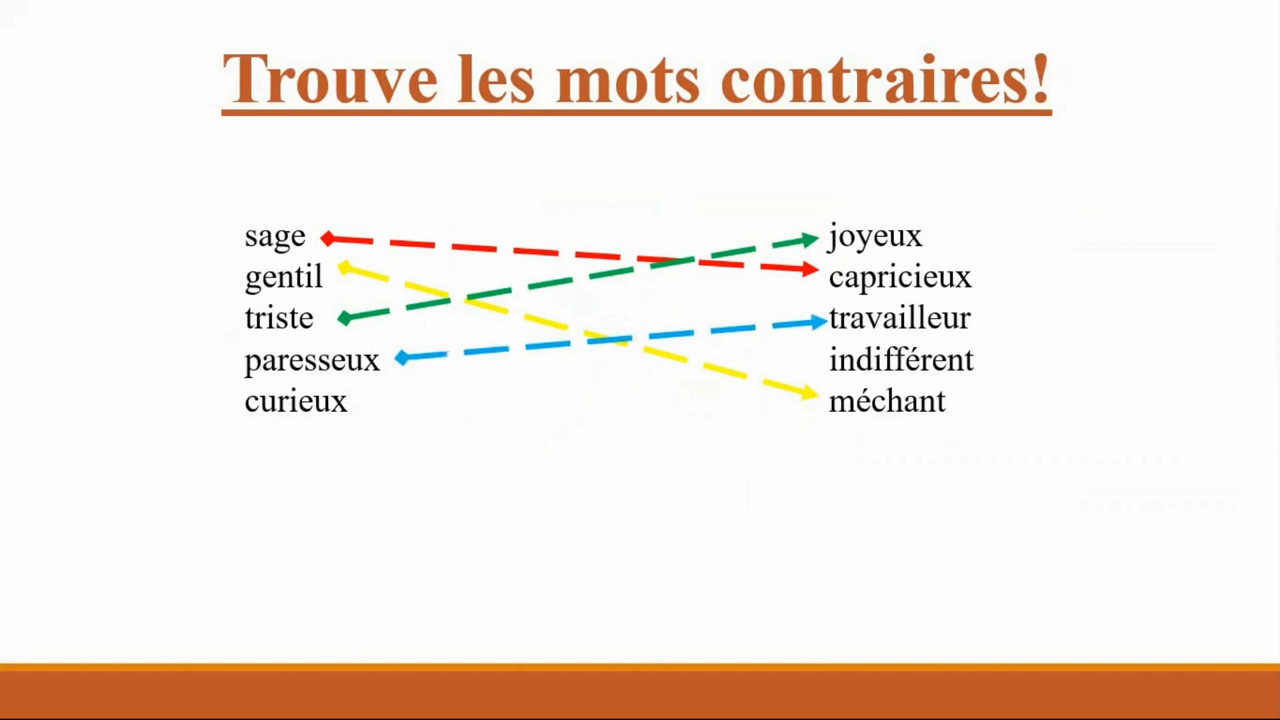 Trouve les mots contraires!
sage
gentil
triste
paresseux
curieux
joyeux
capricieux
travailleur
indifférent
méchant